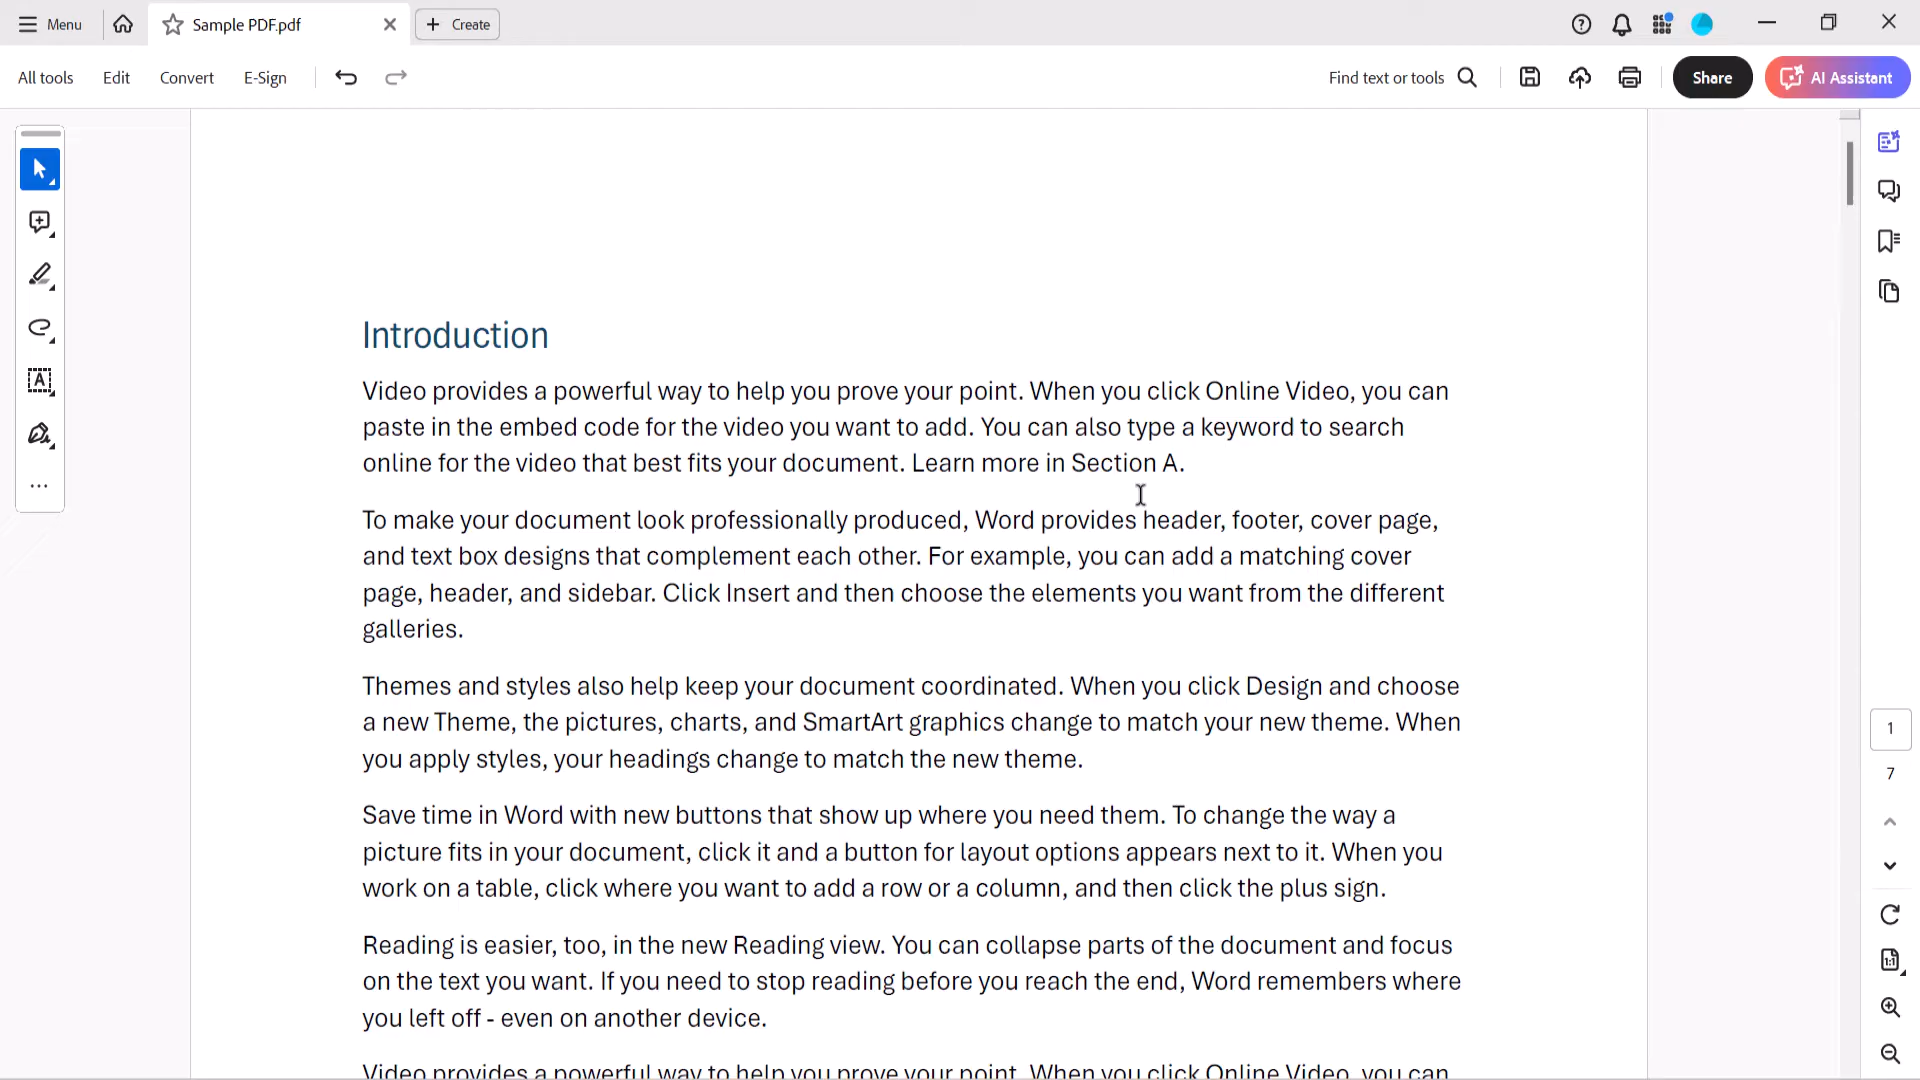 Menu
Sample PDF.pdf
Create
All tools
Edit
Convert
E-Sign
Find text or tools
Share
AI Assistant
Introduction
Video provides a powerful way to help you prove your point. When you click Online Video, you can
paste in the embed code for the video you want to add. You can also type a keyword to search
online for the video that best fits your document. Learn more in Section A.
To make your document look professionally produced, Word provides header, footer, cover page,
and text box designs that complement each other. For example, you can add a matching cover
page, header, and sidebar. Click Insert and then choose the elements you want from the different
galleries.
Themes and styles also help keep your document coordinated. When you click Design and choose
a new Theme, the pictures, charts, and SmartArt graphics change to match your new theme. When
you apply styles, your headings change to match the new theme.
Save time in Word with new buttons that show up where you need them. To change the way a
picture fits in your document, click it and a button for layout options appears next to it. When you
work on a table, click where you want to add a row or a column, and then click the plus sign.
Reading is easier, too, in the new Reading view. You can collapse parts of the document and focus
on the text you want. If you need to stop reading before you reach the end, Word remembers where
you left off - even on another device.
Video provides a powerful way to help you prove your point. When you click Online Video, you can
1
7